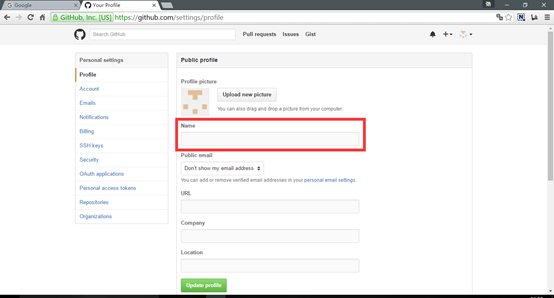 Google
Your Profile
GitHub, Inc. [US]
https://github.com/settings/profile
Search GitHub
Pull requests
Issues
Gist
Personal settings
Profile
Account
Emails
Notifications
Billing
SSH keys
Security
OAuth applications
Personal access tokens
Repositories
Organizations
Public profile
Profile picture
Upload new picture
You can also drag and drop a picture from your computer.
Name
Public email
Don't show my email address
You can add or remove verified email addresses in your personal email settings
URL
Company
Location
Update profile